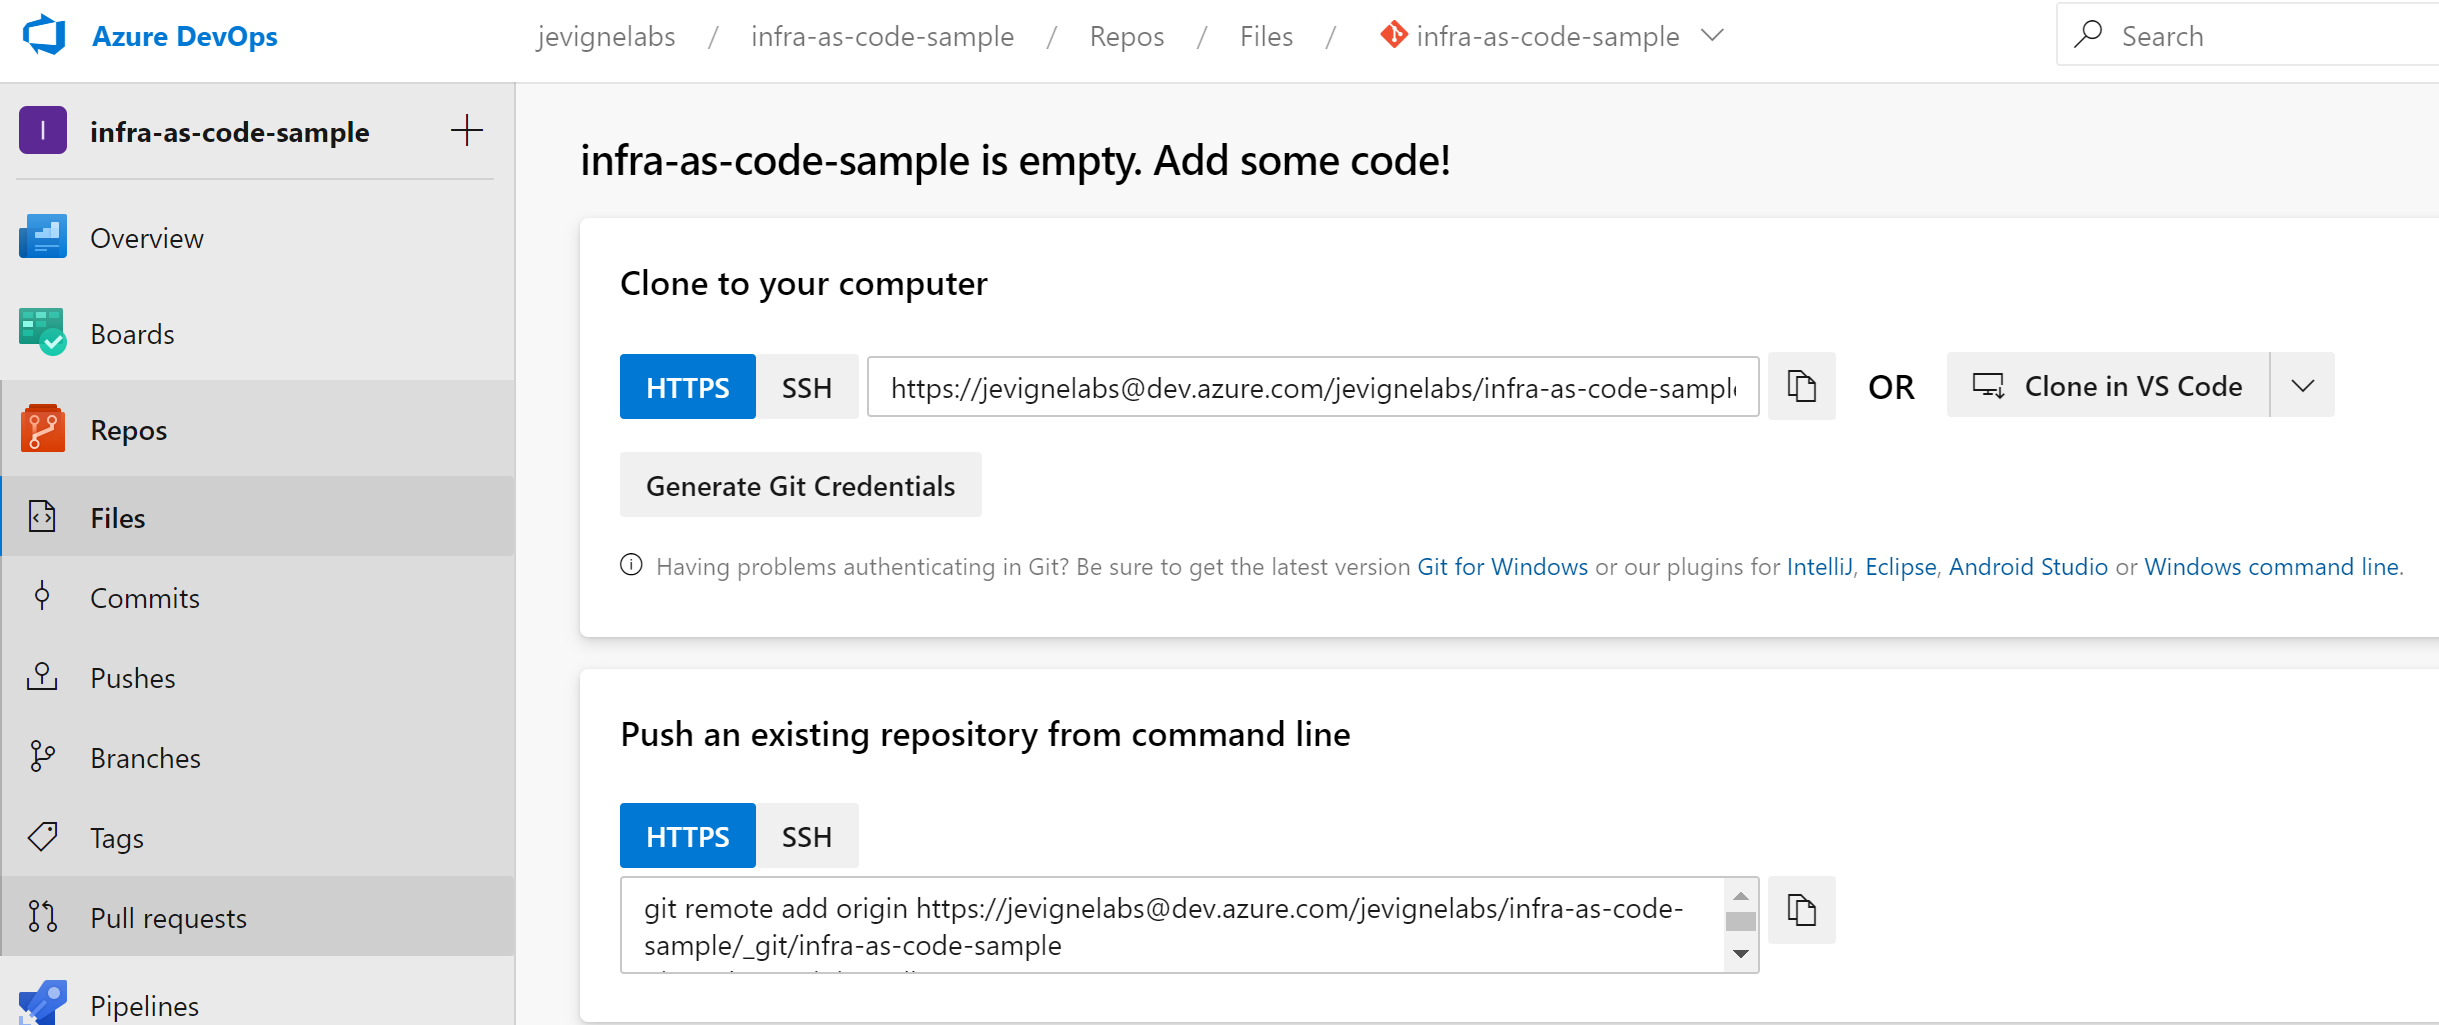 Azure DevOps
jevignelabs / infra-as-code-sample / Repos / Files / infra-as-code-sample
Search
I infra-as-code-sample
Overview
Boards
Repos
Files
Commits
Pushes
Branches
Tags
Pull requests
Pipelines
infra-as-code-sample is empty. Add some code!
Clone to your computer
HTTPS SSH https://jevignelabs@dev.azure.com/jevignelabs/infra-as-code-sampl OR Clone in VS Code
Generate Git Credentials
Having problems authenticating in Git? Be sure to get the latest version Git for Windows or our plugins for IntelliJ, Eclipse, Android Studio or Windows command line.
Push an existing repository from command line
HTTPS SSH
git remote add origin https://jevignelabs@dev.azure.com/jevignelabs/infra-as-code-
sample/_git/infra-as-code-sample